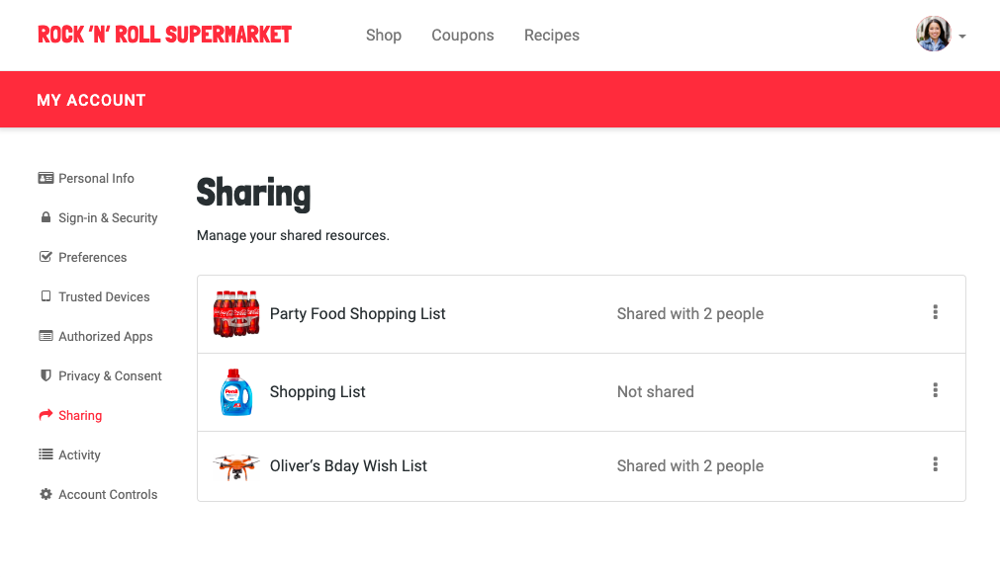 ROCK ‘N’ ROLL SUPERMARKET
Shop
Coupons
Recipes
MY ACCOUNT
Personal Info
Sign-in & Security
Preferences
Trusted Devices
Authorized Apps
Privacy & Consent
Sharing
Activity
Account Controls
Sharing
Manage your shared resources.
Party Food Shopping List
Shared with 2 people
Persil
Shopping List
Not shared
Oliver’s Bday Wish List
Shared with 2 people